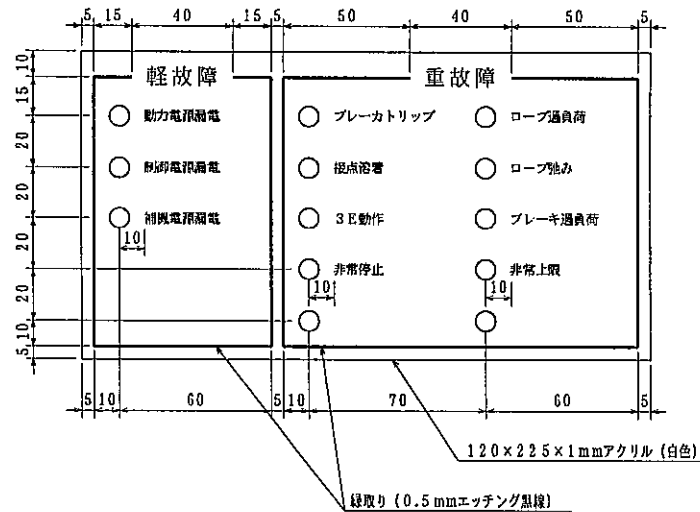 5 15 40 15 5 50 40 50 5
10
15
20
20
20
20
10
5
軽故障
重故障
動力電源漏電
ブレーカトリップ
ロープ過負荷
制御電源漏電
接点溶着
ロープ弛み
補機電源漏電
3E動作
ブレーキ過負荷
10
非常停止
非常上限
10
10
5 10 60 5 10 70 60 5
120×225×1mmアクリル(白色)
縁取り(0.5mmエッチング黒線)